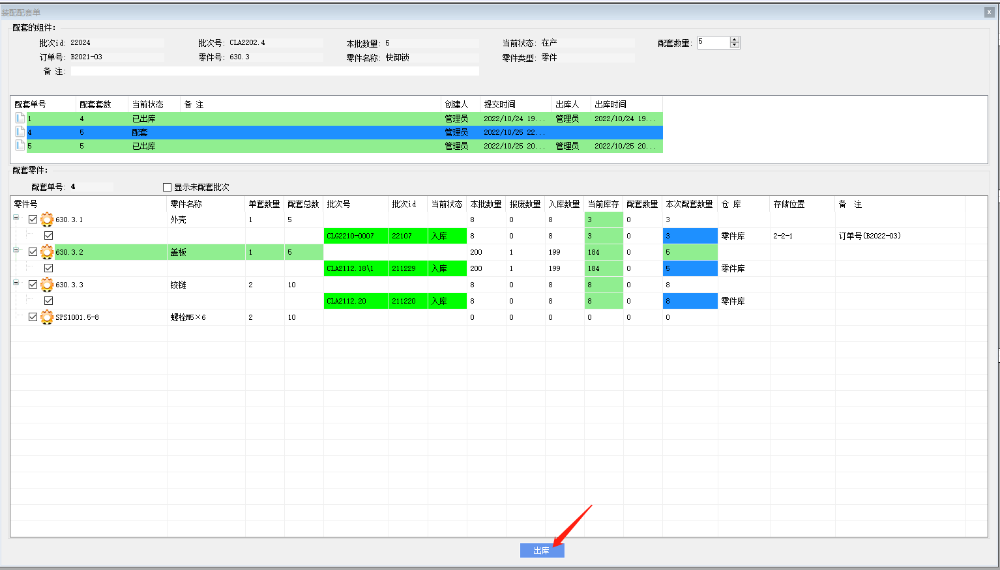 装配配套单
配套的组件：
批次id: 22024 批次号: CLA2202.4 本批数量: 5 当前状态: 在产 配套数量: 5
订单号: B2021-03 零件号: 630.3 零件名称: 快卸锁 零件类型: 零件
备 注:
配套单号 配套套数 当前状态 备 注 创建人 提交时间 出库人 出库时间
1 4 已出库 管理员 2022/10/24 19... 管理员 2022/10/24 19...
4 5 配套 管理员 2022/10/25 22...
5 5 已出库 管理员 2022/10/25 20... 管理员 2022/10/25 20...
配套零件：
配套单号: 4 显示未配套批次
零件号 零件名称 单套数量 配套总数 批次号 批次id 当前状态 本批数量 报废数量 入库数量 当前库存 配套数量 本次配套数量 仓 库 存储位置 备 注
630.3.1 外壳 1 5 8 0 8 3 0 3
CLG2210-0007 22107 入库 8 0 8 3 0 3 零件库 2-2-1 订单号(B2022-03)
630.3.2 盖板 1 5 200 1 199 184 0 5
CLA2112.18\1 211229 入库 200 1 199 184 0 5 零件库
630.3.3 铰链 2 10 8 0 8 8 0 8
CLA2112.20 211220 入库 8 0 8 8 0 8 零件库
SPS1001.5-8 螺栓M5×6 2 10 0 0 0 0 0 0
出库